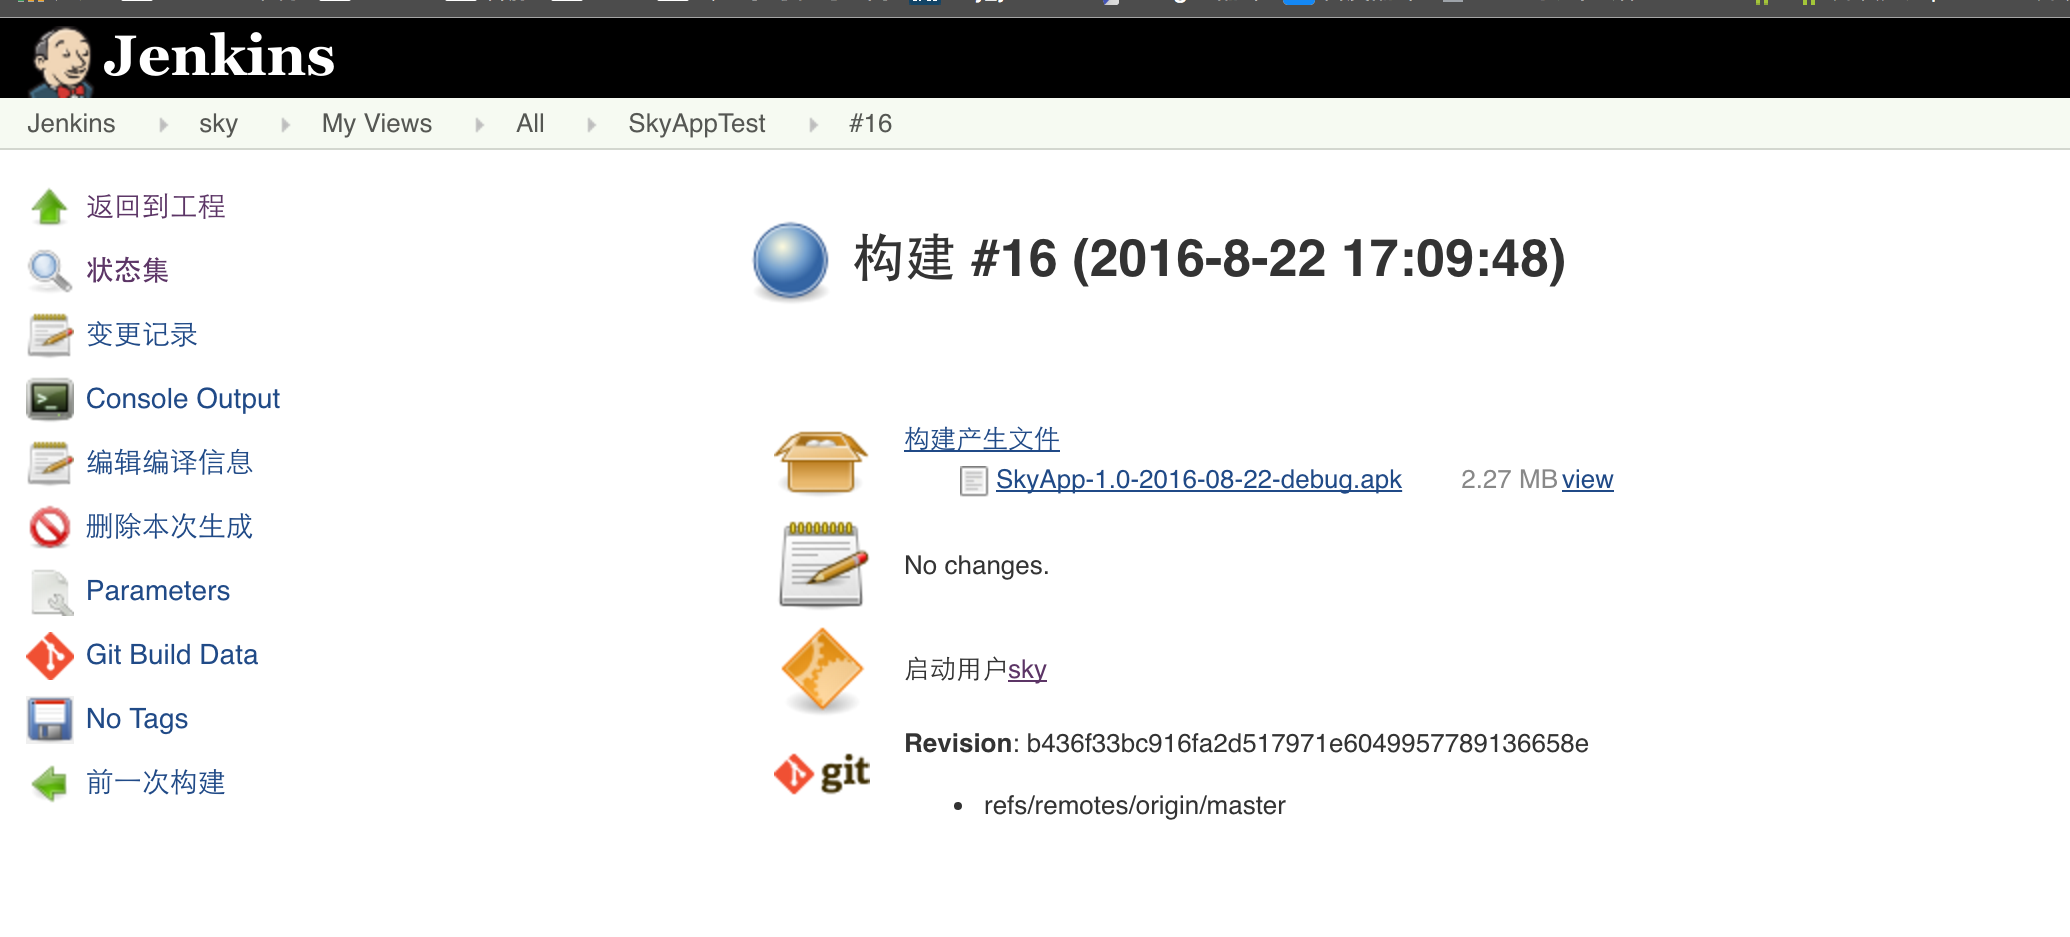 Jenkins
Jenkins sky My Views All SkyAppTest #16
返回到工程
状态集
变更记录
Console Output
编辑编译信息
删除本次生成
Parameters
Git Build Data
No Tags
前一次构建
构建 #16 (2016-8-22 17:09:48)
构建产生文件
SkyApp-1.0-2016-08-22-debug.apk 2.27 MB view
No changes.
启动用户sky
git
Revision: b436f33bc916fa2d517971e6049957789136658e
• refs/remotes/origin/master